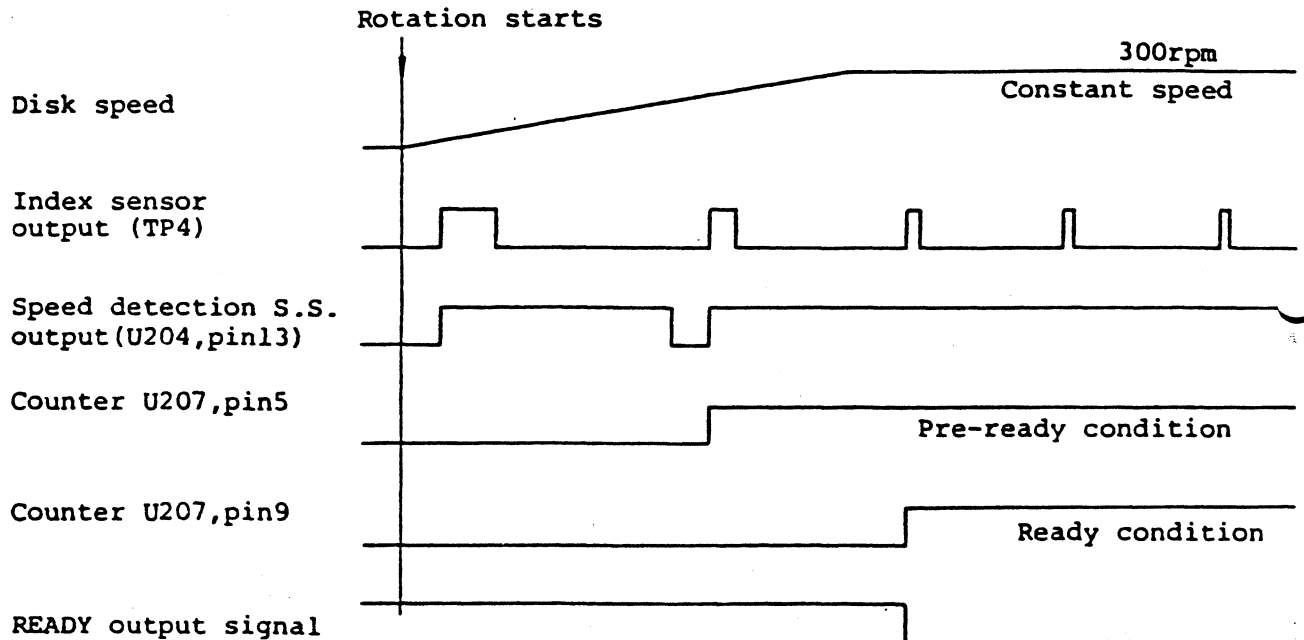 Rotation starts
300rpm
Constant speed
Disk speed
Index sensor
output (TP4)
Speed detection S.S.
output(U204,pin13)
Counter U207,pin5
Pre-ready condition
Counter U207,pin9
Ready condition
READY output signal